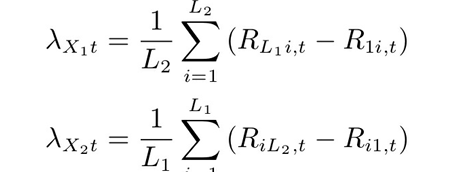 λ_{X_1 t} = \frac{1}{L_2} \sum_{i=1}^{L_2} (R_{L_1 i,t} − R_{1i,t})
λ_{X_2 t} = \frac{1}{L_1} \sum_{i=1}^{L_1} (R_{iL_2,t} − R_{i1,t})